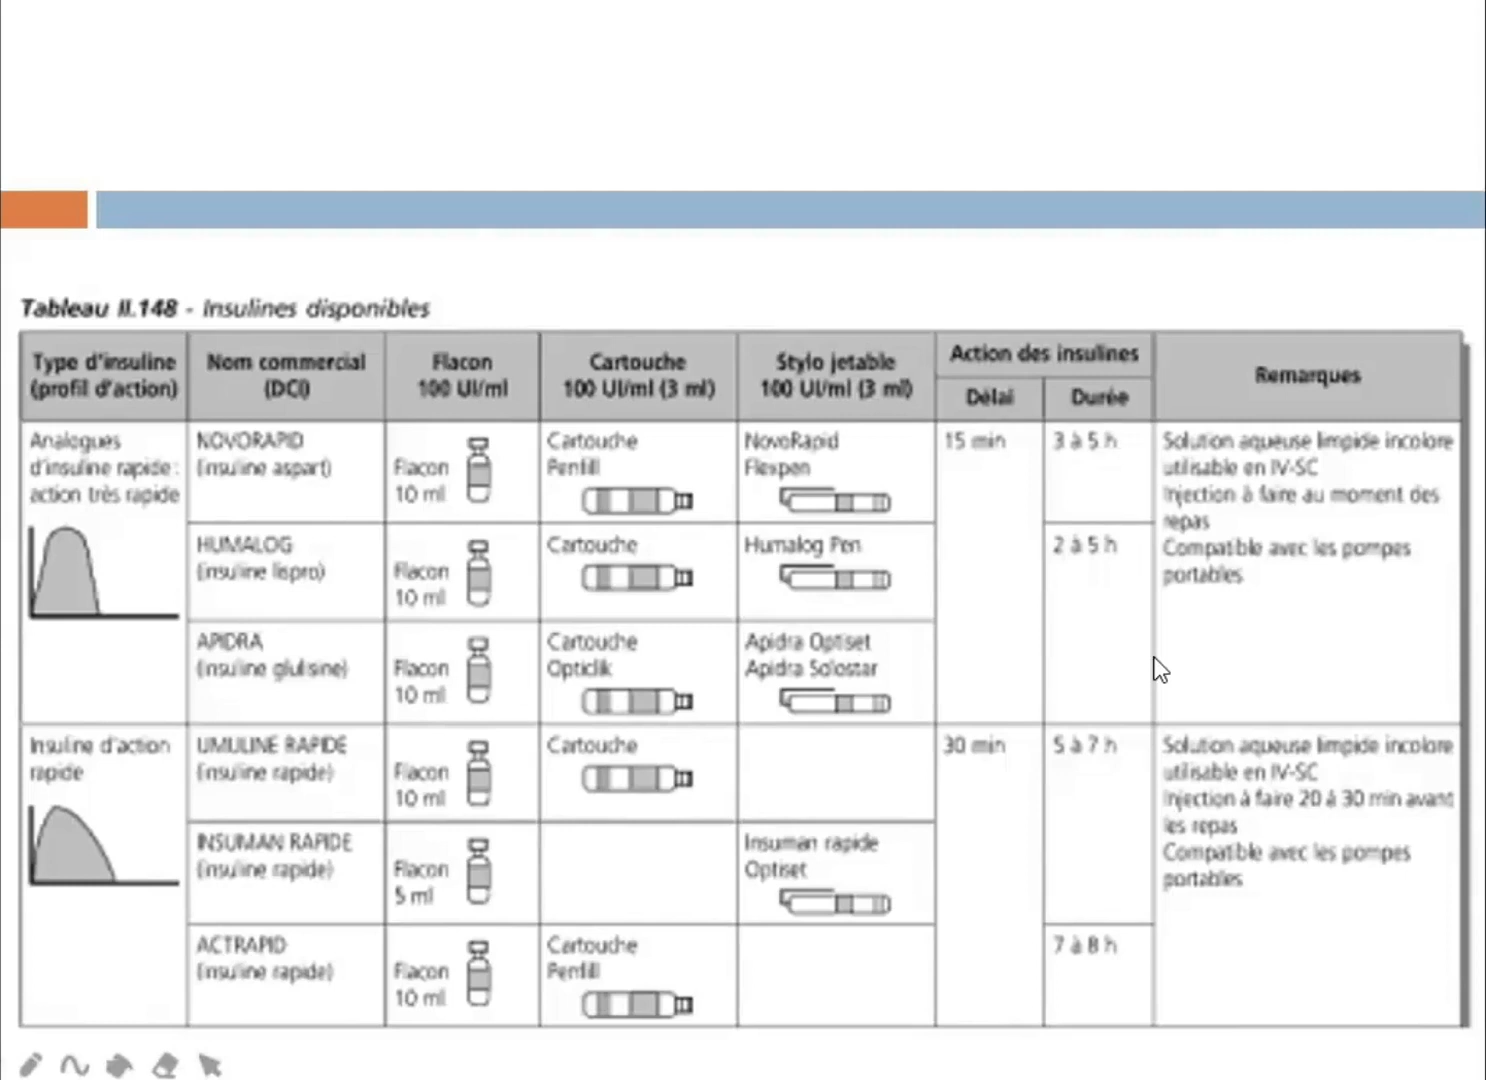 Tableau II.148 - Insulines disponibles
Type d'insuline
(profil d'action)
Nom commercial
(DCI)
Flacon
100 UI/ml
Cartouche
100 UI/ml (3 ml)
Stylo jetable
100 UI/ml (3 ml)
Action des insulines
Délai
Durée
Remarques
Analogues
d'insuline rapide :
action très rapide
NOVORAPID
(insuline aspart)
Flacon
10 ml
Cartouche
Penfill
NovoRapid
Flexpen
15 min
3 à 5 h
Solution aqueuse limpide incolore
utilisable en IV-SC
Injection à faire au moment des
repas
Compatible avec les pompes
portables
HUMALOG
(insuline lispro)
Flacon
10 ml
Cartouche
Humalog Pen
2 à 5 h
APIDRA
(insuline glulisine)
Flacon
10 ml
Cartouche
Opticlik
Apidra Optiset
Apidra Solostar
Insuline d'action
rapide
UMULINE RAPIDE
(insuline rapide)
Flacon
10 ml
Cartouche
30 min
5 à 7 h
Solution aqueuse limpide incolore
utilisable en IV-SC
Injection à faire 20 à 30 min avant
les repas
Compatible avec les pompes
portables
INSUMAN RAPIDE
(insuline rapide)
Flacon
5 ml
Insuman rapide
Optiset
ACTRAPID
(insuline rapide)
Flacon
10 ml
Cartouche
Penfill
7 à 8 h